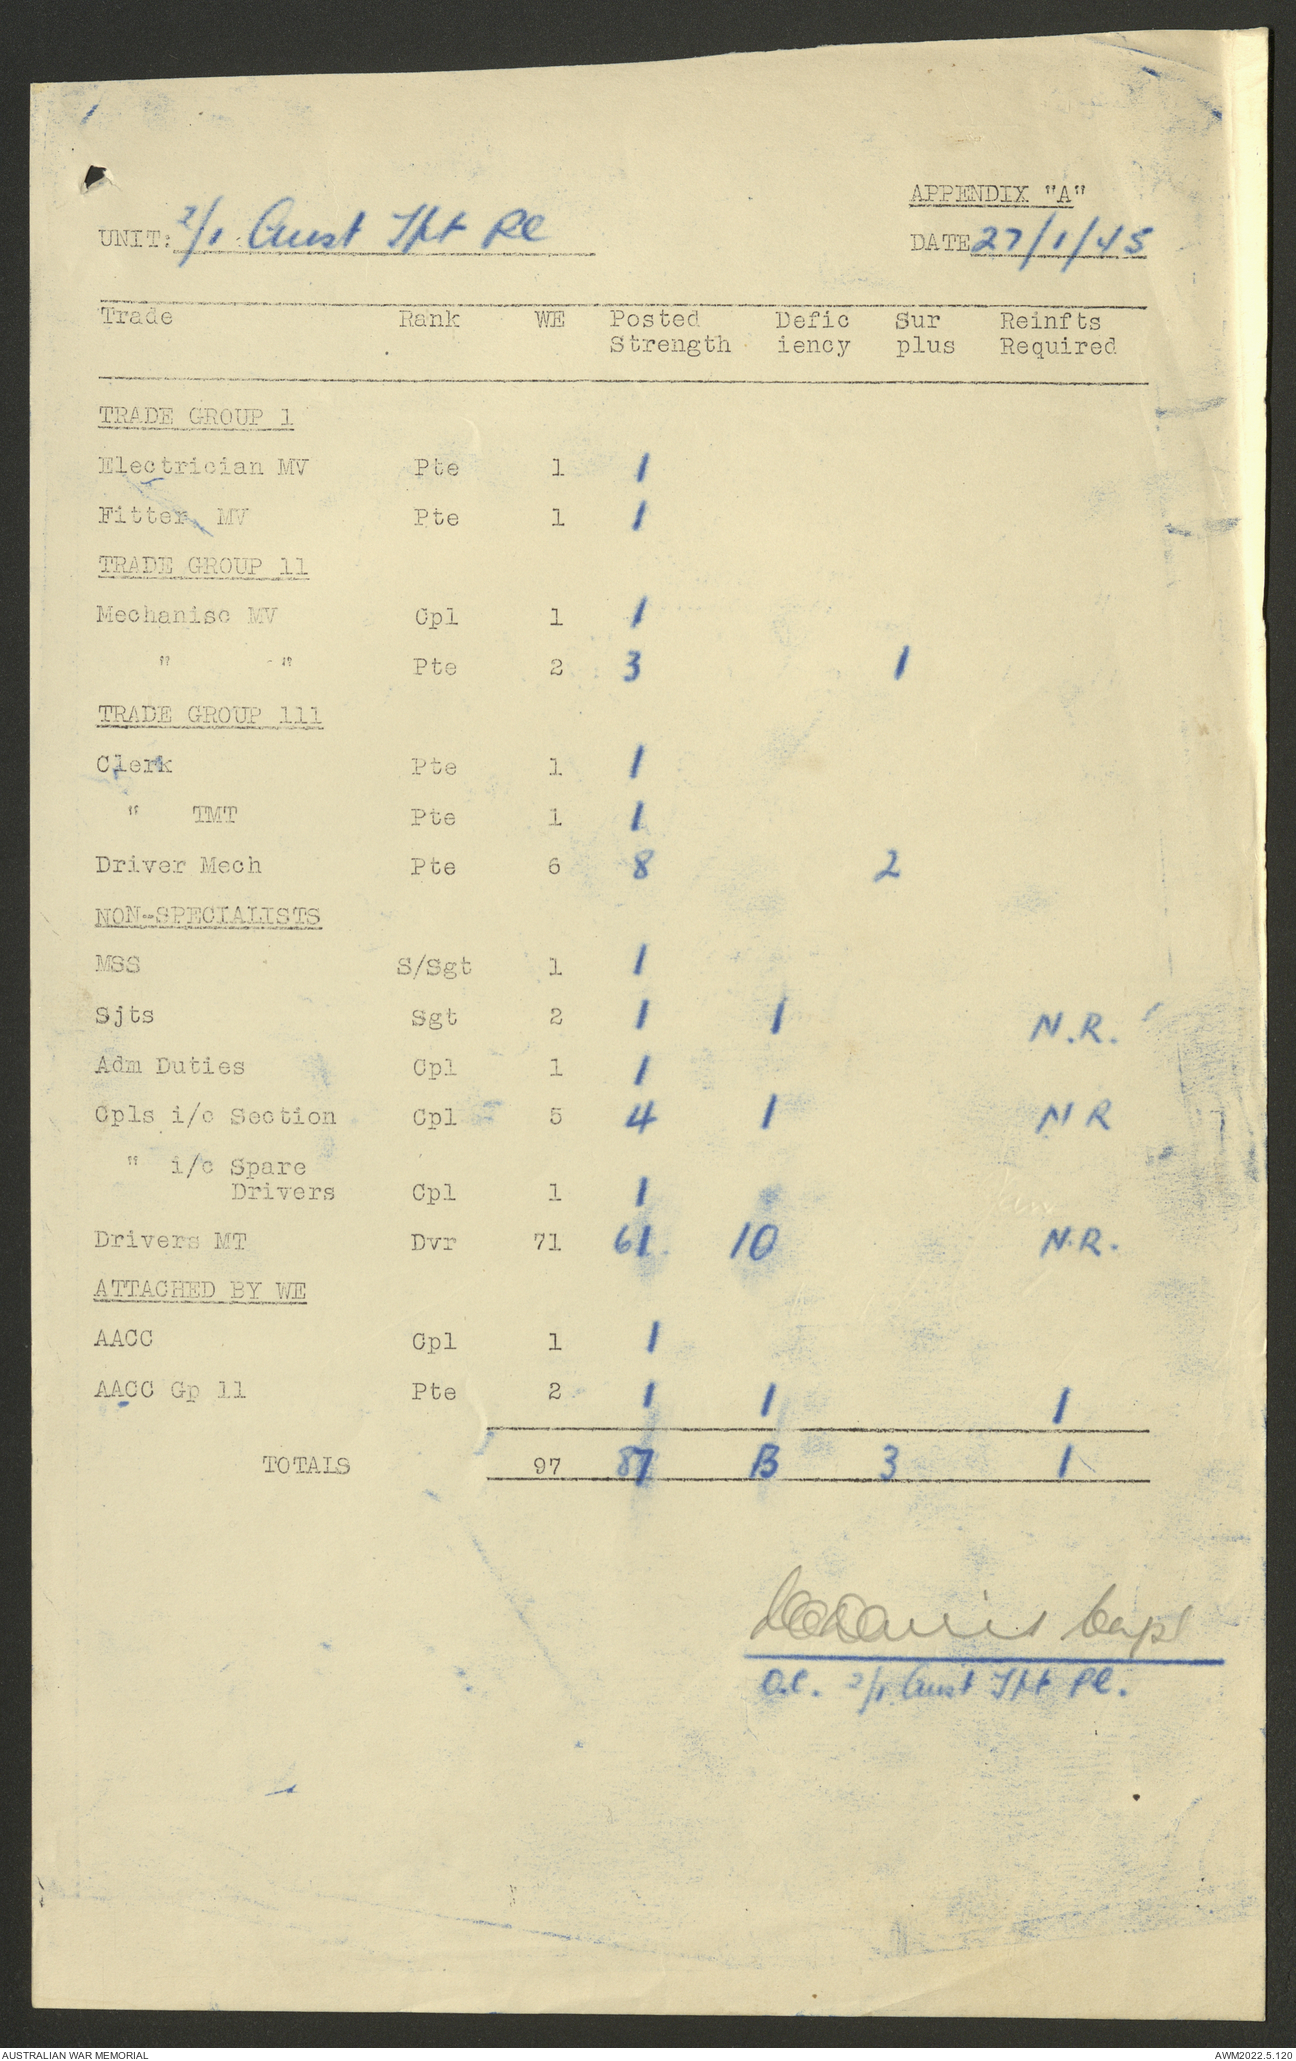 APPENDIX "A"
UNIT: 2/1 Aust Tpt Pl DATE 27/1/45
Trade Rank WE Posted Defic Sur Reinfts
Strength iency plus Required
TRADE GROUP 1
Electrician MV Pte 1 1
Fitter MV Pte 1 1
TRADE GROUP 11
Mechanisc MV Cpl 1 1
" - " Pte 2 3 1
TRADE GROUP 111
Clerk Pte 1 1
" TMT Pte 1 1
Driver Mech Pte 6 8 2
NON-SPECIALISTS
MSS S/Sgt 1 1
Sjts Sgt 2 1 1 N.R.
Adm Duties Cpl 1 1
Cpls i/c Section Cpl 5 4 1 N R
" i/c Spare
Drivers Cpl 1 1
Drivers MT Dvr 71 61 10 N.R.
ATTACHED BY WE
AACC Cpl 1 1
AACC Gp 11 Pte 2 1 1 1
TOTALS 97 87 13 3 1
Davis Capt
O.C. 2/1 Aust Tpt Pl.
AUSTRALIAN WAR MEMORIAL AWM2022.5.120